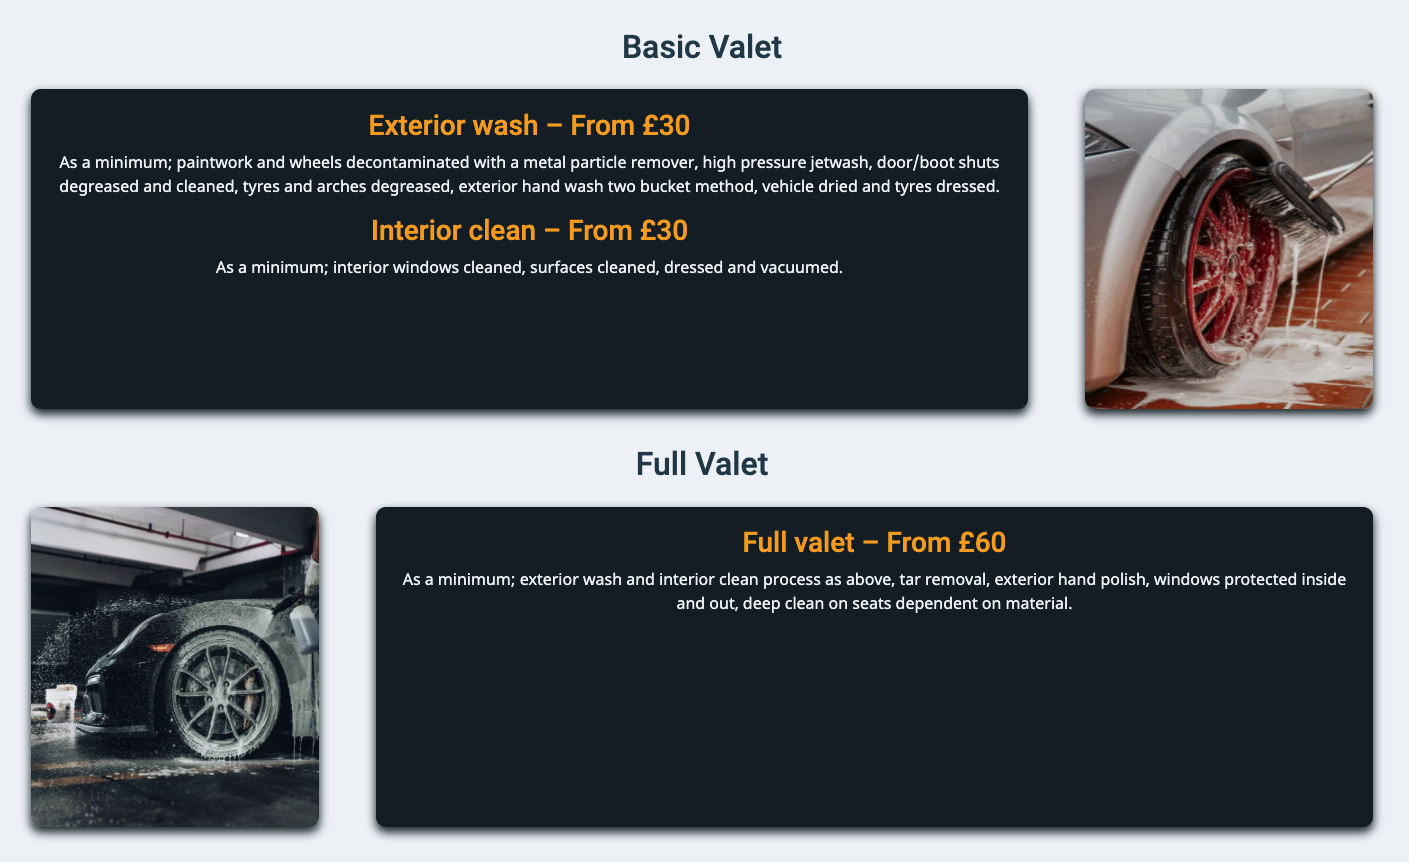 Basic Valet
Exterior wash – From £30
As a minimum; paintwork and wheels decontaminated with a metal particle remover, high pressure jetwash, door/boot shuts
degreased and cleaned, tyres and arches degreased, exterior hand wash two bucket method, vehicle dried and tyres dressed.
Interior clean – From £30
As a minimum; interior windows cleaned, surfaces cleaned, dressed and vacuumed.
Full Valet
Full valet – From £60
As a minimum; exterior wash and interior clean process as above, tar removal, exterior hand polish, windows protected inside
and out, deep clean on seats dependent on material.